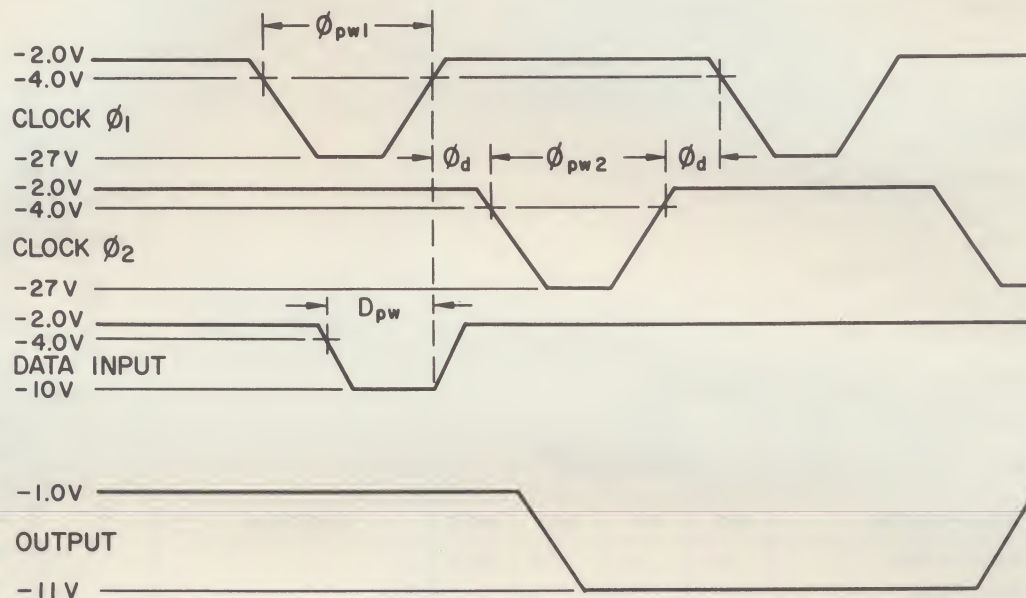 Øpw1
-2.0V
-4.0V
CLOCK Ø1
-27V
Ød Øpw2 Ød
-2.0V
-4.0V
CLOCK Ø2
-27V
Dpw
-2.0V
-4.0V
DATA INPUT
-10V
-1.0V
OUTPUT
-11V